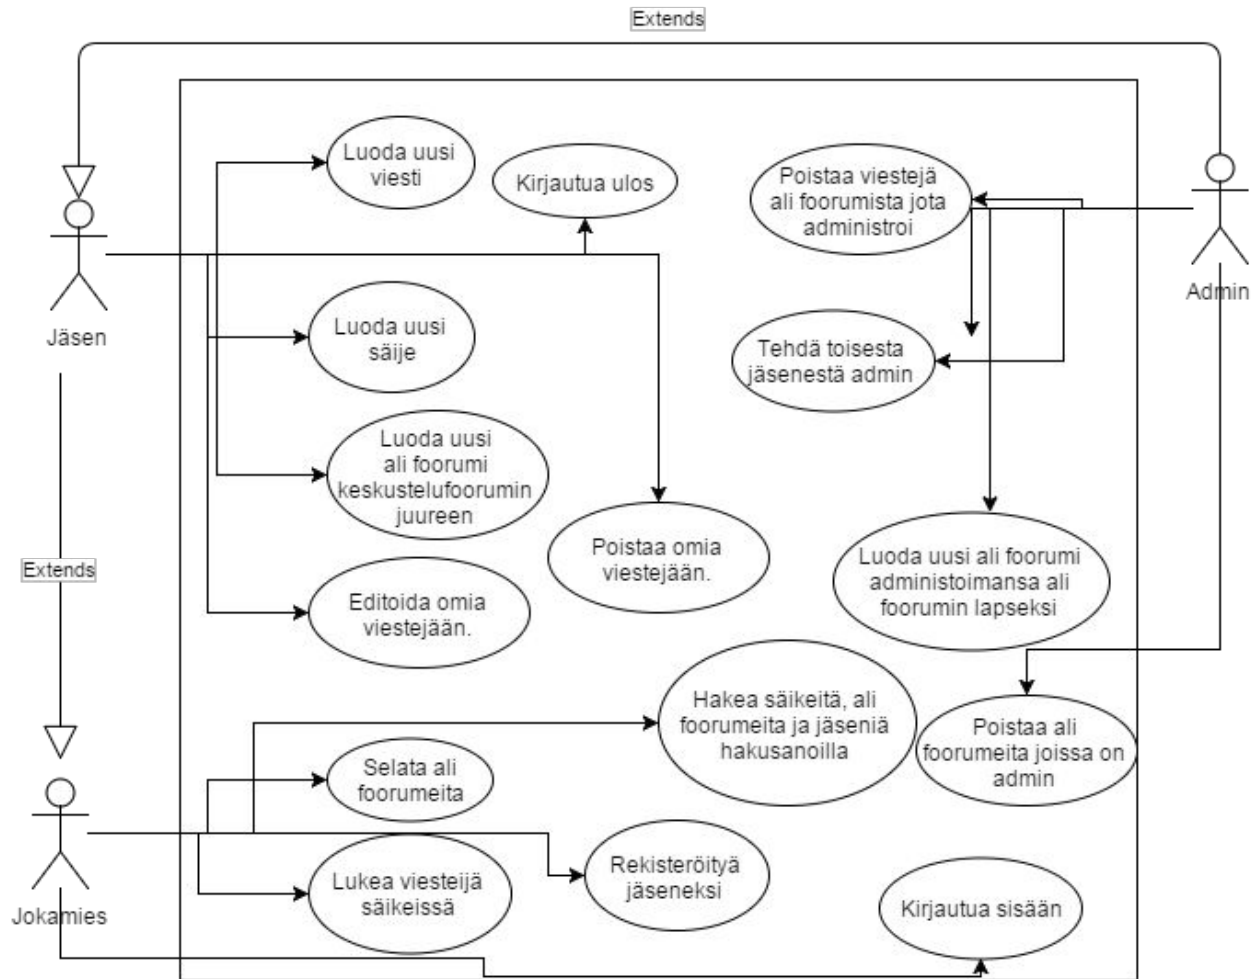 Extends
Luoda uusi
viesti
Kirjautua ulos
Poistaa viestejä
ali foorumista jota
administroi
Jäsen
Admin
Luoda uusi
säije
Tehdä toisesta
jäsenestä admin
Luoda uusi
ali foorumi
keskustelufoorumin
juureen
Poistaa omia
viestejään.
Luoda uusi ali foorumi
administoimansa ali
foorumin lapseksi
Extends
Editoida omia
viestejään.
Hakea säikeitä, ali
foorumeita ja jäseniä
hakusanoilla
Poistaa ali
foorumeita joissa on
admin
Selata ali
foorumeita
Lukea viesteijä
säikeissä
Rekisteröityä
jäseneksi
Kirjautua sisään
Jokamies